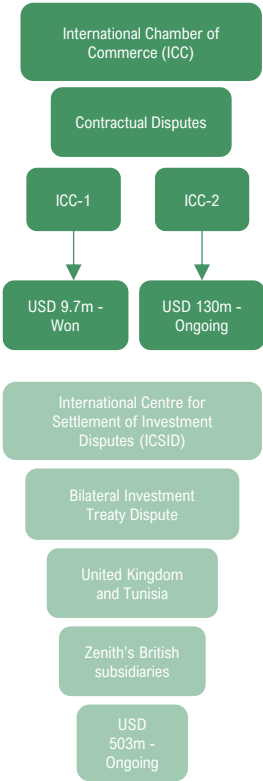 International Chamber of
Commerce (ICC)
Contractual Disputes
ICC-1
ICC-2
USD 9.7m -
Won
USD 130m -
Ongoing
International Centre for
Settlement of Investment
Disputes (ICSID)
Bilateral Investment
Treaty Dispute
United Kingdom
and Tunisia
Zenith's British
subsidiaries
USD
503m -
Ongoing